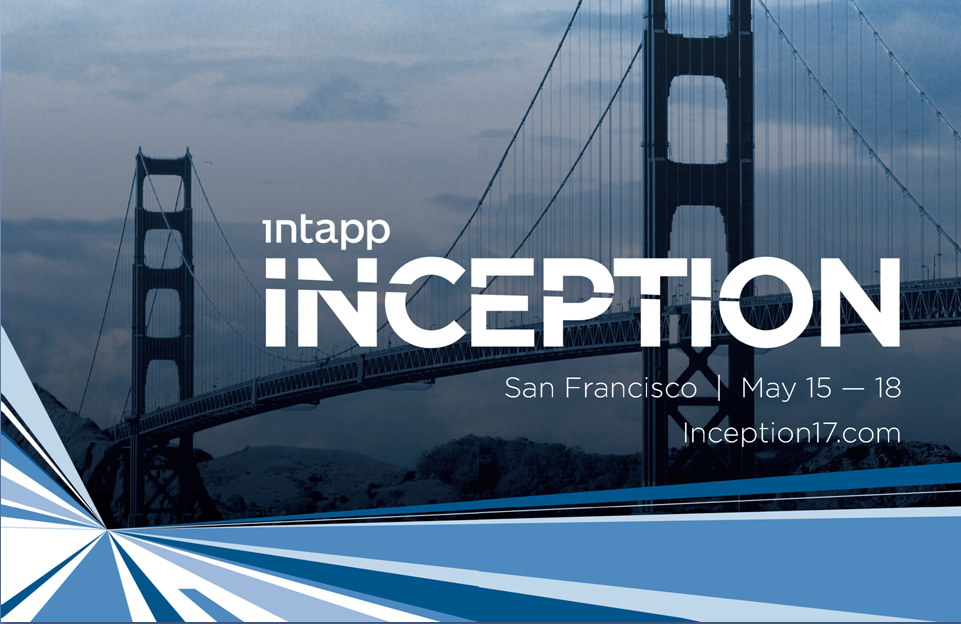 intapp
INCEPTION
San Francisco | May 15 — 18
Inception17.com